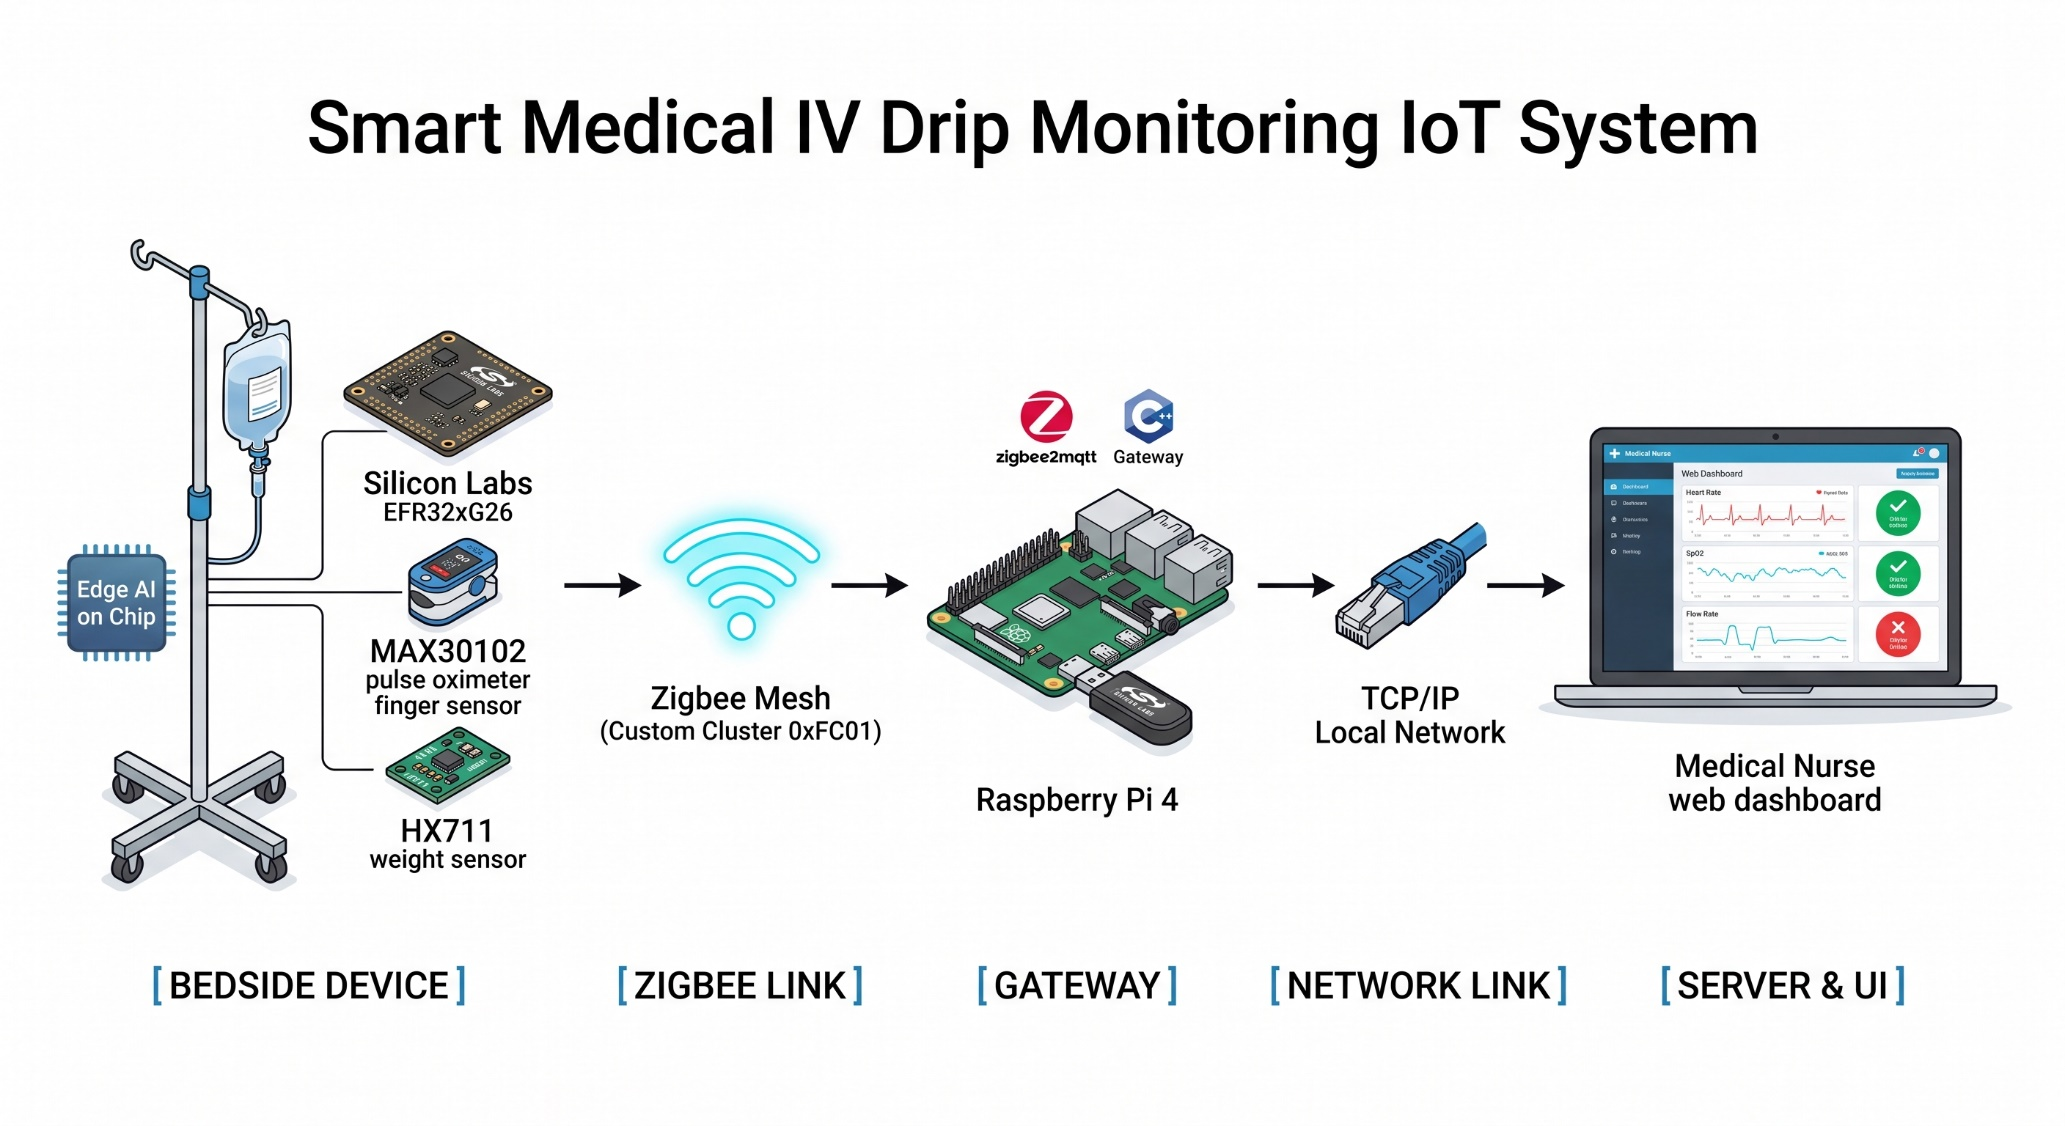 Smart Medical IV Drip Monitoring IoT System
SILICON LABS
Silicon Labs
EFR32xG26
Edge AI
on Chip
MAX30102
pulse oximeter
finger sensor
HX711
weight sensor
Zigbee Mesh
(Custom Cluster 0xFC01)
zigbee2mqtt
C++
Gateway
Raspberry Pi 4
TCP/IP
Local Network
Medical Nurse
Web Dashboard
Dashboard
Heart Rate
SpO2
Flow Rate
Medical Nurse
web dashboard
[ BEDSIDE DEVICE ]
[ ZIGBEE LINK ]
[ GATEWAY ]
[ NETWORK LINK ]
[ SERVER & UI ]